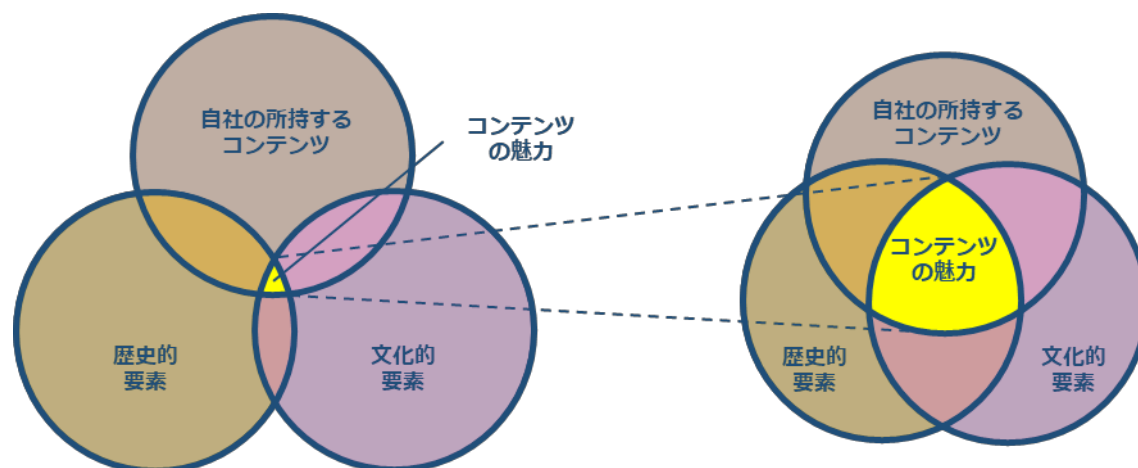 自社の所持する
コンテンツ
コンテンツ
の魅力
歴史的
要素
文化的
要素
自社の所持する
コンテンツ
コンテンツ
の魅力
歴史的
要素
文化的
要素